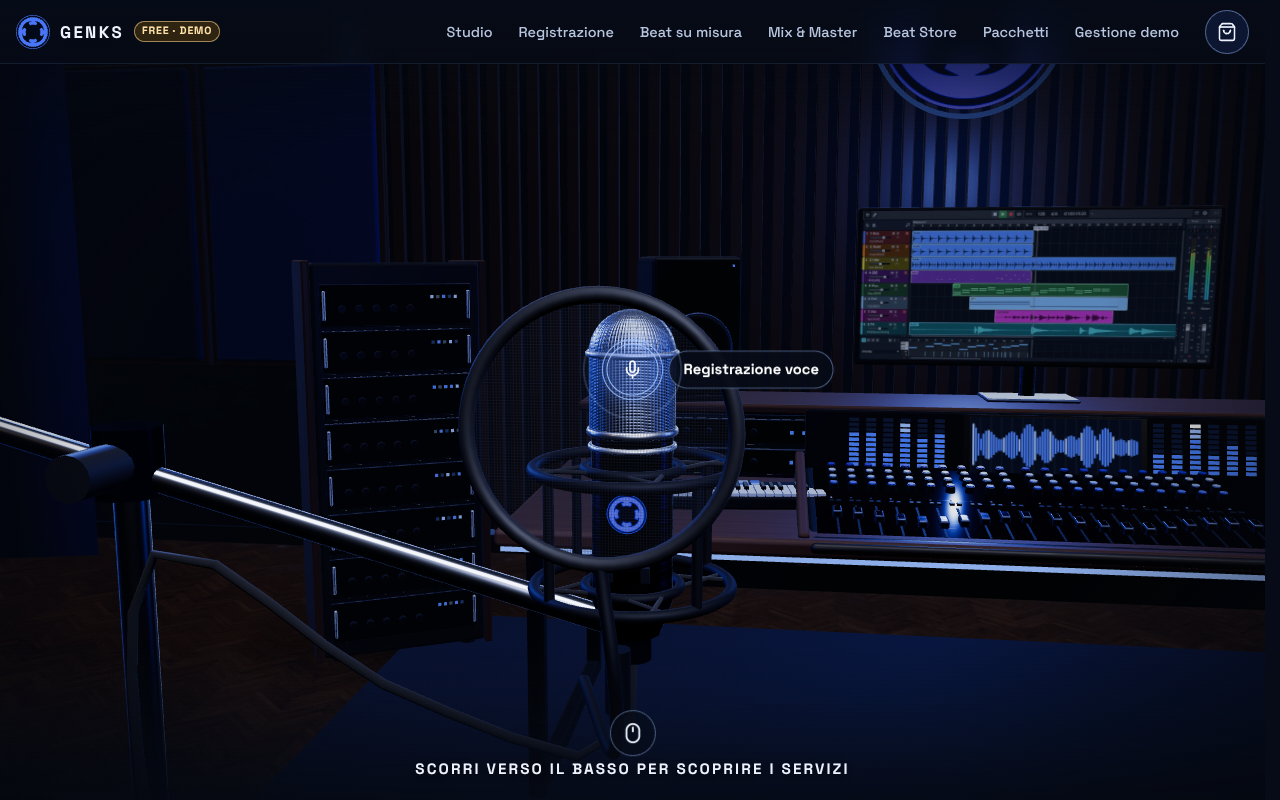 GENKS
FREE · DEMO
Studio
Registrazione
Beat su misura
Mix & Master
Beat Store
Pacchetti
Gestione demo
Registrazione voce
SCORRI VERSO IL BASSO PER SCOPRIRE I SERVIZI